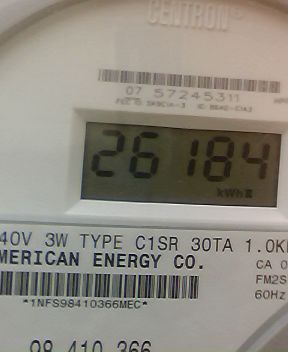 CENTRON®
07 57245311
26184
kWh
40V 3W TYPE C1SR 30TA 1.0K
MERICAN ENERGY CO.
CA 0
FM2S
*1NFS98410366MEC*
60Hz
98 410 366